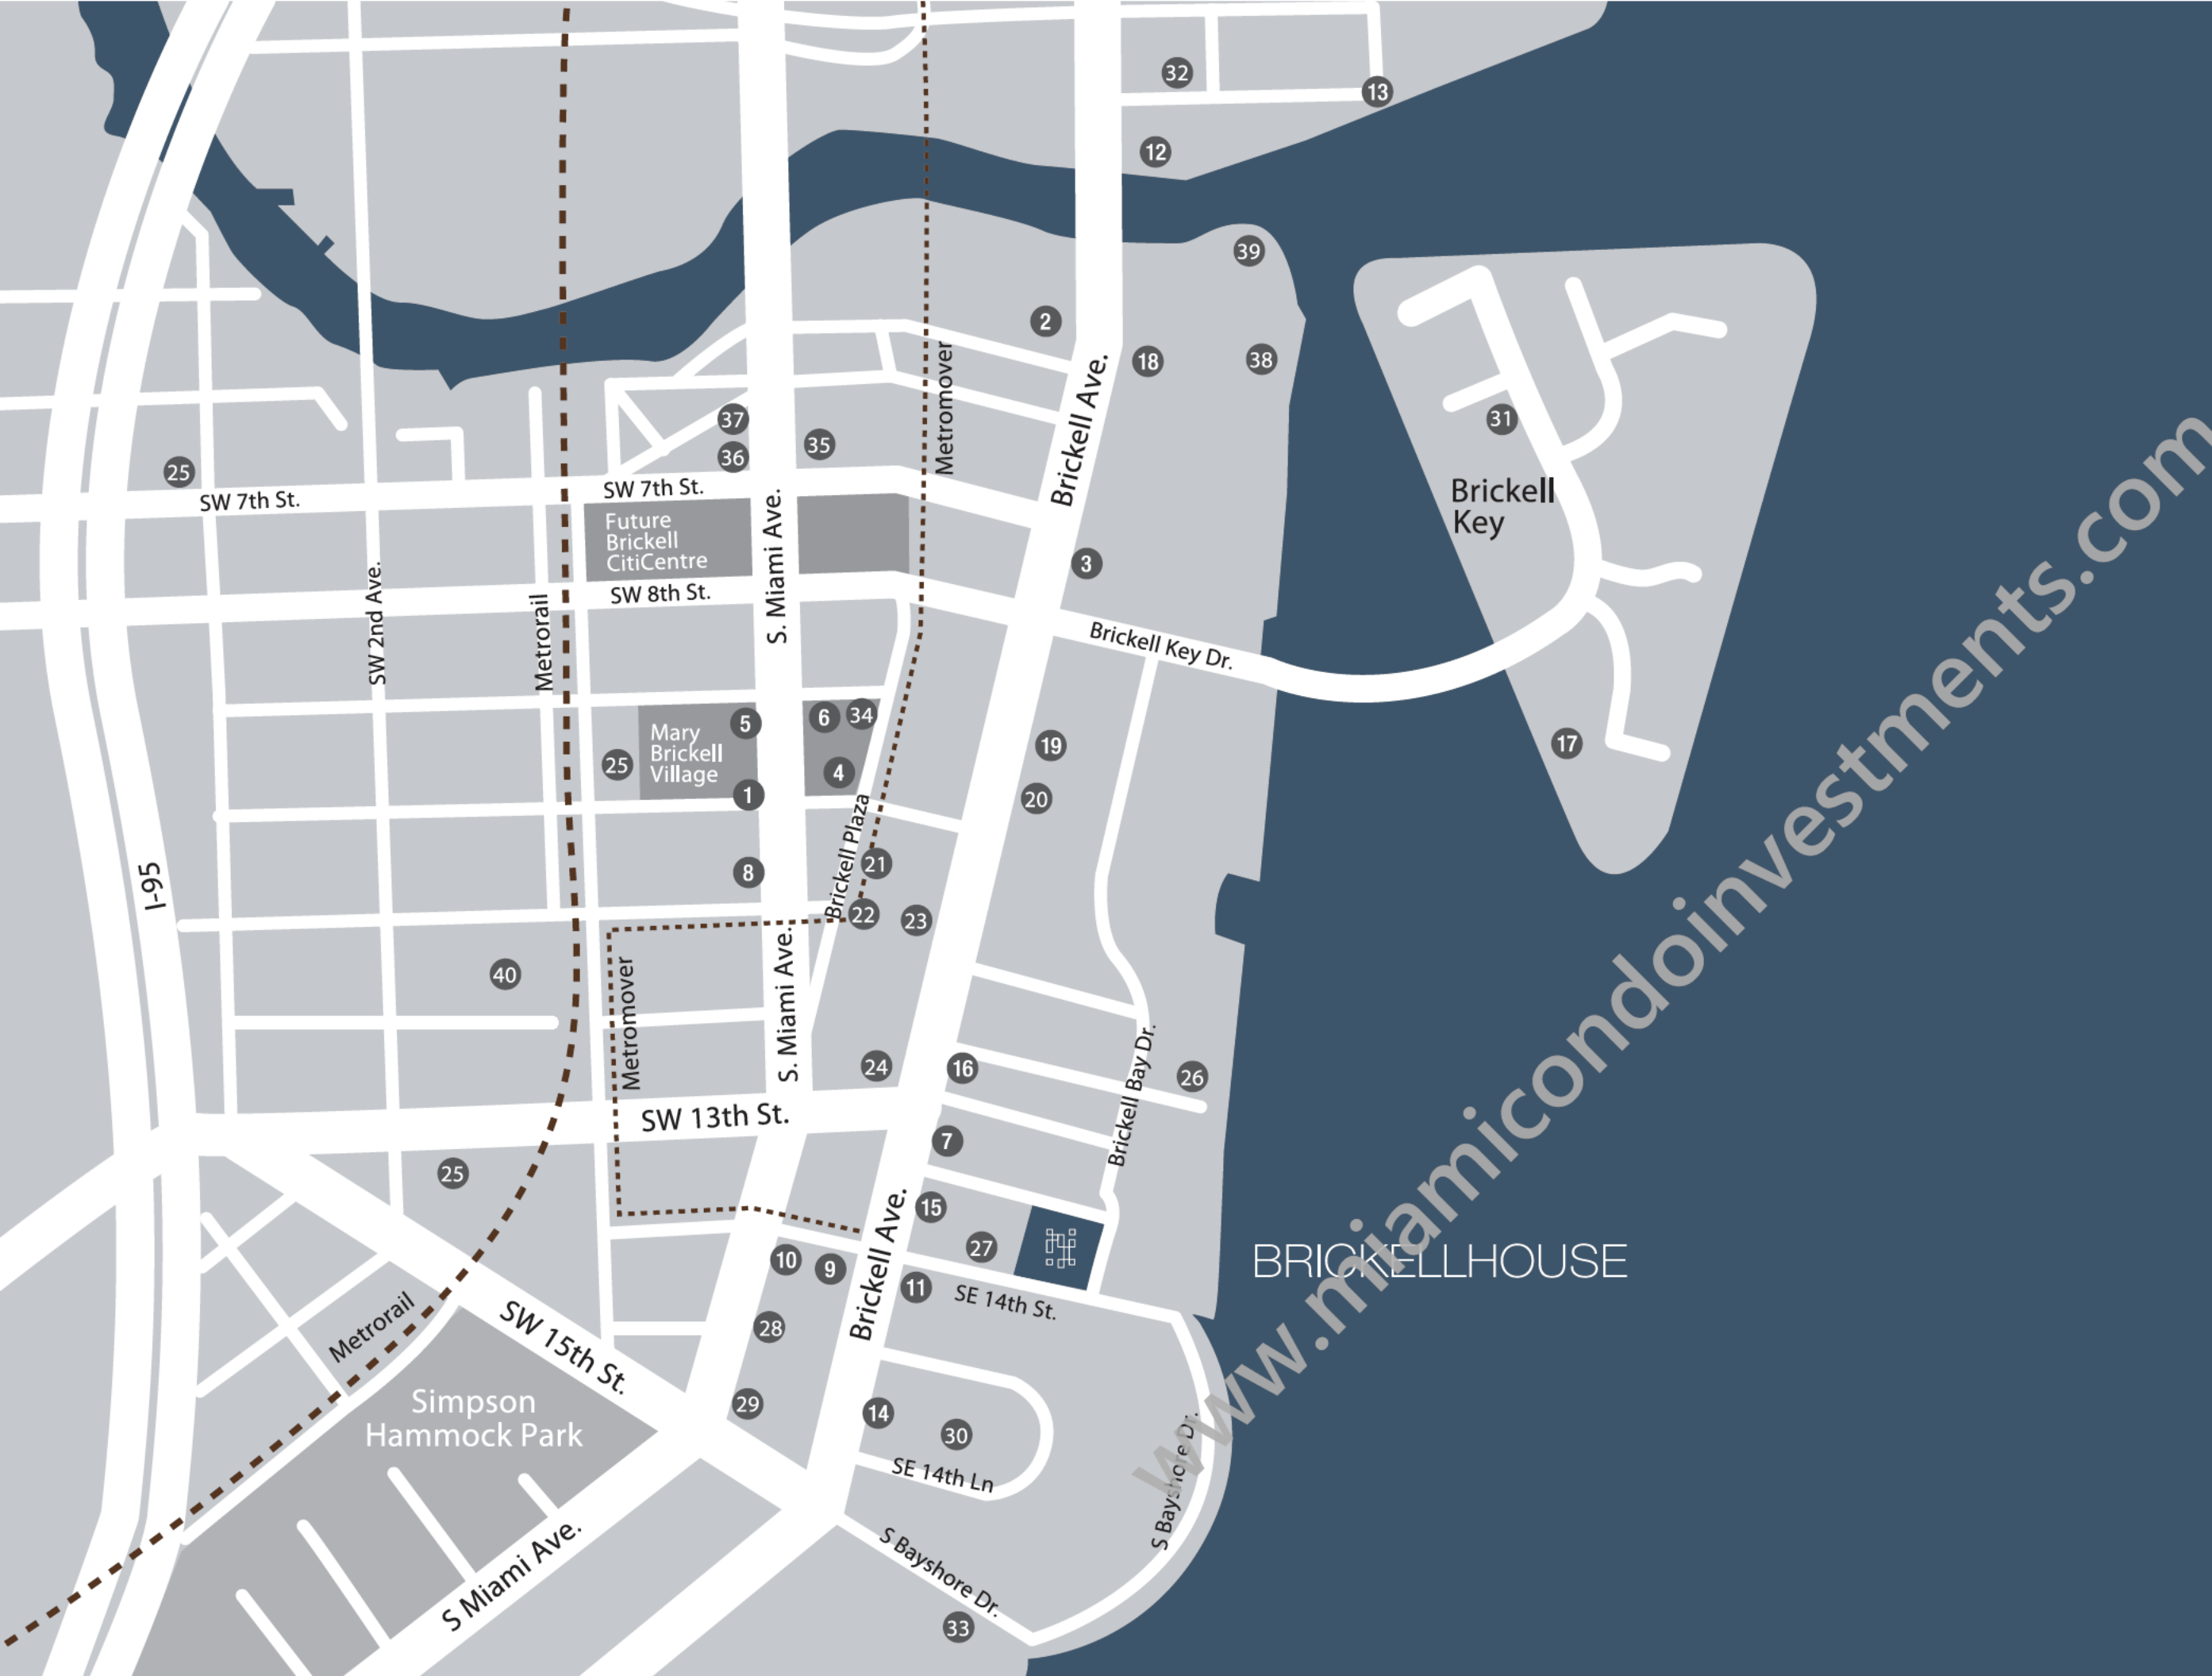 32
13
12
39
2
18
38
37
35
36
31
25
Metromover
Brickell Ave.
SW 7th St.
SW 7th St.
Brickell
Key
Future
Brickell
CitiCentre
S. Miami Ave.
3
SW 8th St.
SW 2nd Ave.
Metrorail
Brickell Key Dr.
5
6
34
Mary
Brickell
Village
25
4
1
19
20
17
Brickell Plaza
21
8
I-95
22
23
40
Metromover
S. Miami Ave.
24
16
26
Brickell Bay Dr.
SW 13th St.
7
25
15
27
10
9
11
Brickell Ave.
SE 14th St.
BRICKELLHOUSE
28
Metrorail
SW 15th St.
29
14
30
Simpson
Hammock Park
SE 14th Ln
S Bayshore Dr.
S Miami Ave.
S Bayshore Dr.
33
www.miamicondoinvestments.com